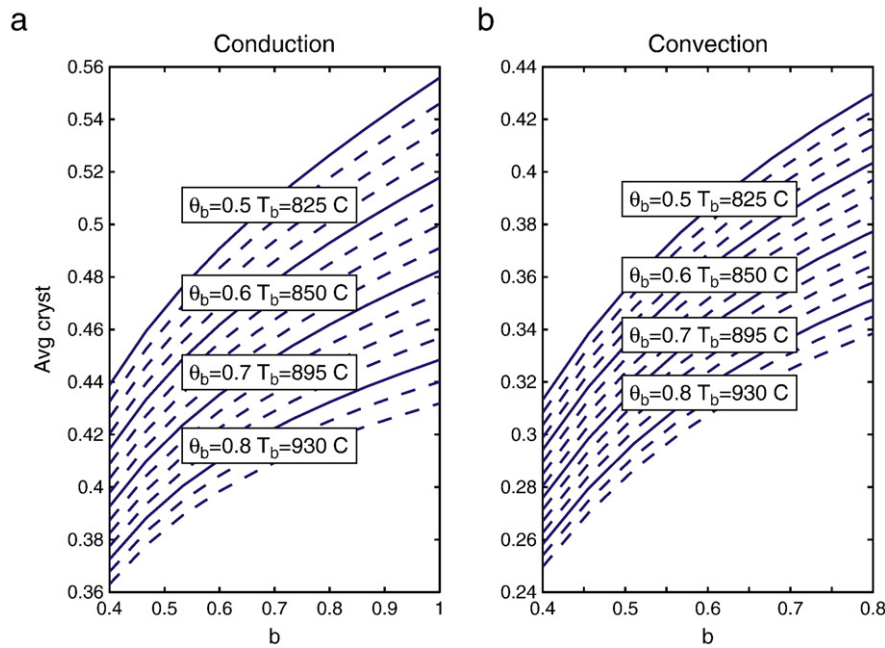 a
Conduction
0.56
0.54
0.52
0.5
0.48
0.46
0.44
0.42
0.4
0.38
0.36
Avg cryst
θb=0.5 Tb=825 C
θb=0.6 Tb=850 C
θb=0.7 Tb=895 C
θb=0.8 Tb=930 C
0.4 0.5 0.6 0.7 0.8 0.9 1
b
b
Convection
0.44
0.42
0.4
0.38
0.36
0.34
0.32
0.3
0.28
0.26
0.24
θb=0.5 Tb=825 C
θb=0.6 Tb=850 C
θb=0.7 Tb=895 C
θb=0.8 Tb=930 C
0.4 0.5 0.6 0.7 0.8
b